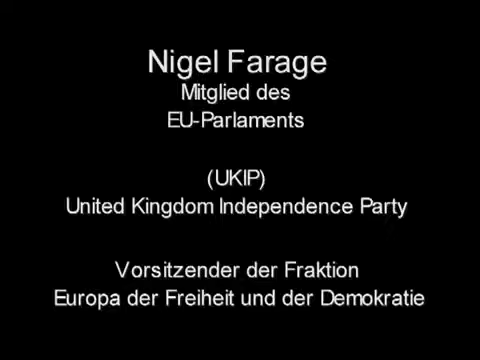 Nigel Farage
Mitglied des
EU-Parlaments
(UKIP)
United Kingdom Independence Party
Vorsitzender der Fraktion
Europa der Freiheit und der Demokratie